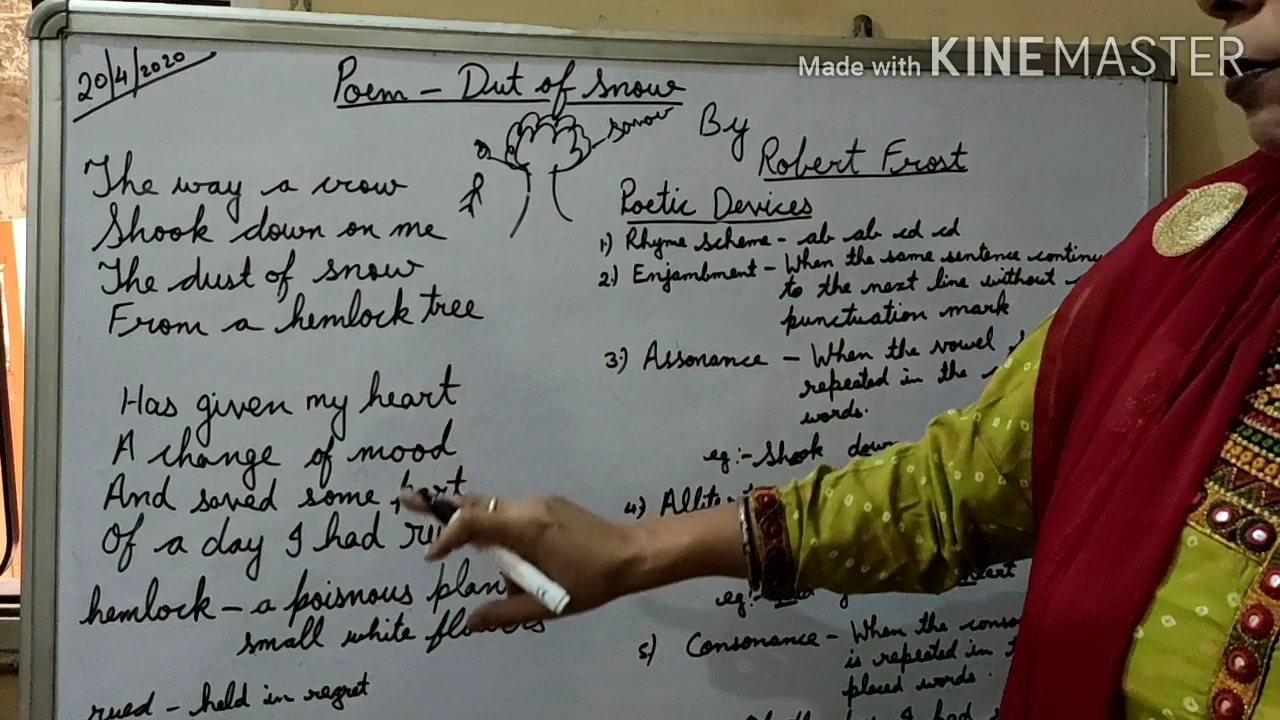 20/4/2020
Made with KINEMASTER
Poem - Dut of snow
By
Robert Frost
The way a crow
Shook down on me
The dust of snow
From a hemlock tree
Has given my heart
A change of mood
And saved some part
Of a day I had
hemlock - a poisnous plan
small white flowers
rued - held in regret
Poetic Devices
1) Rhyme scheme - ab ab cd cd
2.) Enjambment - When the same sentence continu
to the next line without
punctuation mark
3.) Assonance - When the vowel
repeated in the
words.
eg:- Shook down
4.)
eg:-
5) Consonance - When the conso
is repeated in
placed words.
I had